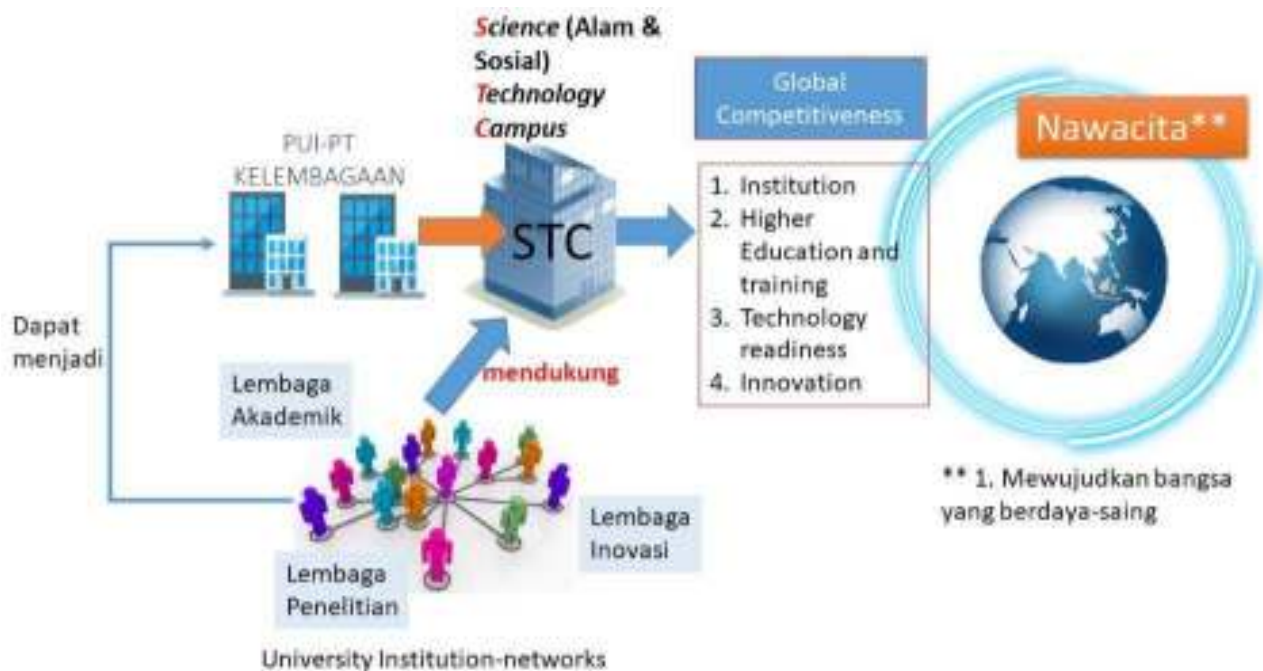 Science (Alam &
Sosial)
Technology
Campus
PUI-PT
KELEMBAGAAN
STC
Global
Competitiveness
1. Institution
2. Higher
Education and
training
3. Technology
readiness
4. Innovation
Nawacita**
** 1. Mewujudkan bangsa
yang berdaya-saing
Dapat
menjadi
mendukung
Lembaga
Akademik
Lembaga
Inovasi
Lembaga
Penelitian
University Institution-networks